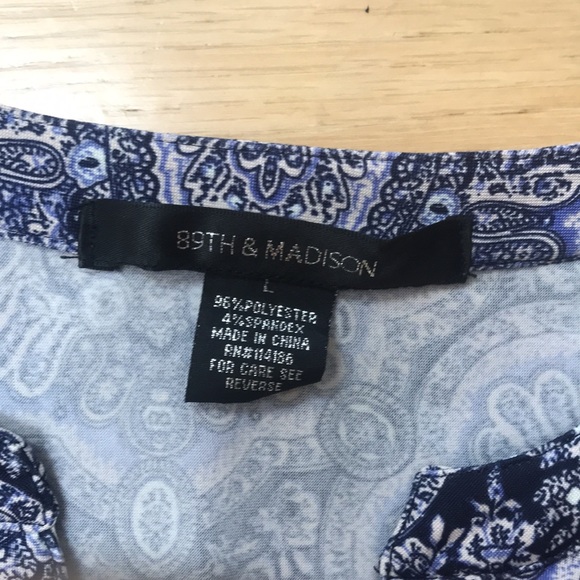 89TH & MADISON
L
96%POLYESTER
4%SPANDEX
MADE IN CHINA
RN#114186
FOR CARE SEE
REVERSE